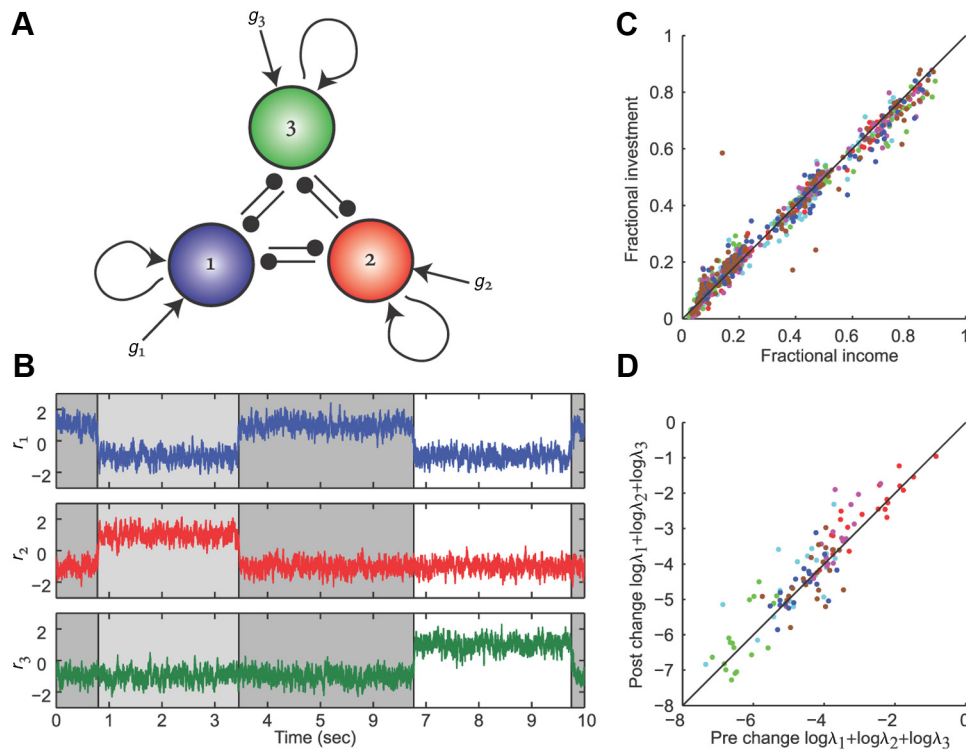 A
g3
3
1
2
g2
g1
B
r1
2
0
−2
r2
2
0
−2
r3
2
0
−2
0 1 2 3 4 5 9 7 8 9 10
Time (sec)
C
Fractional investment
1
0.8
0.6
0.4
0.2
0
0 0.2 0.4 0.6 0.8 1
Fractional income
D
Post change logλ1+logλ2+logλ3
0
−1
−2
−3
−4
−5
−6
−7
−8
−8 −6 −4 −2 0
Pre change logλ1+logλ2+logλ3